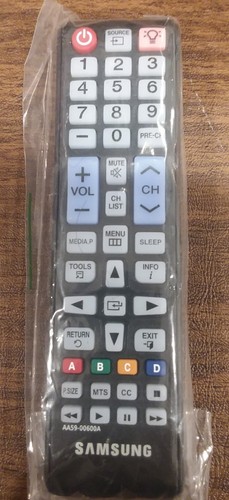 SOURCE
1 2 3
4 5 6
7 8 9
- 0 PRE-CH
MUTE
+ VOL -
CH
CH LIST
MEDIA.P MENU SLEEP
TOOLS INFO
i
RETURN EXIT
A B C D
P.SIZE MTS CC
AA59-00600A
SAMSUNG